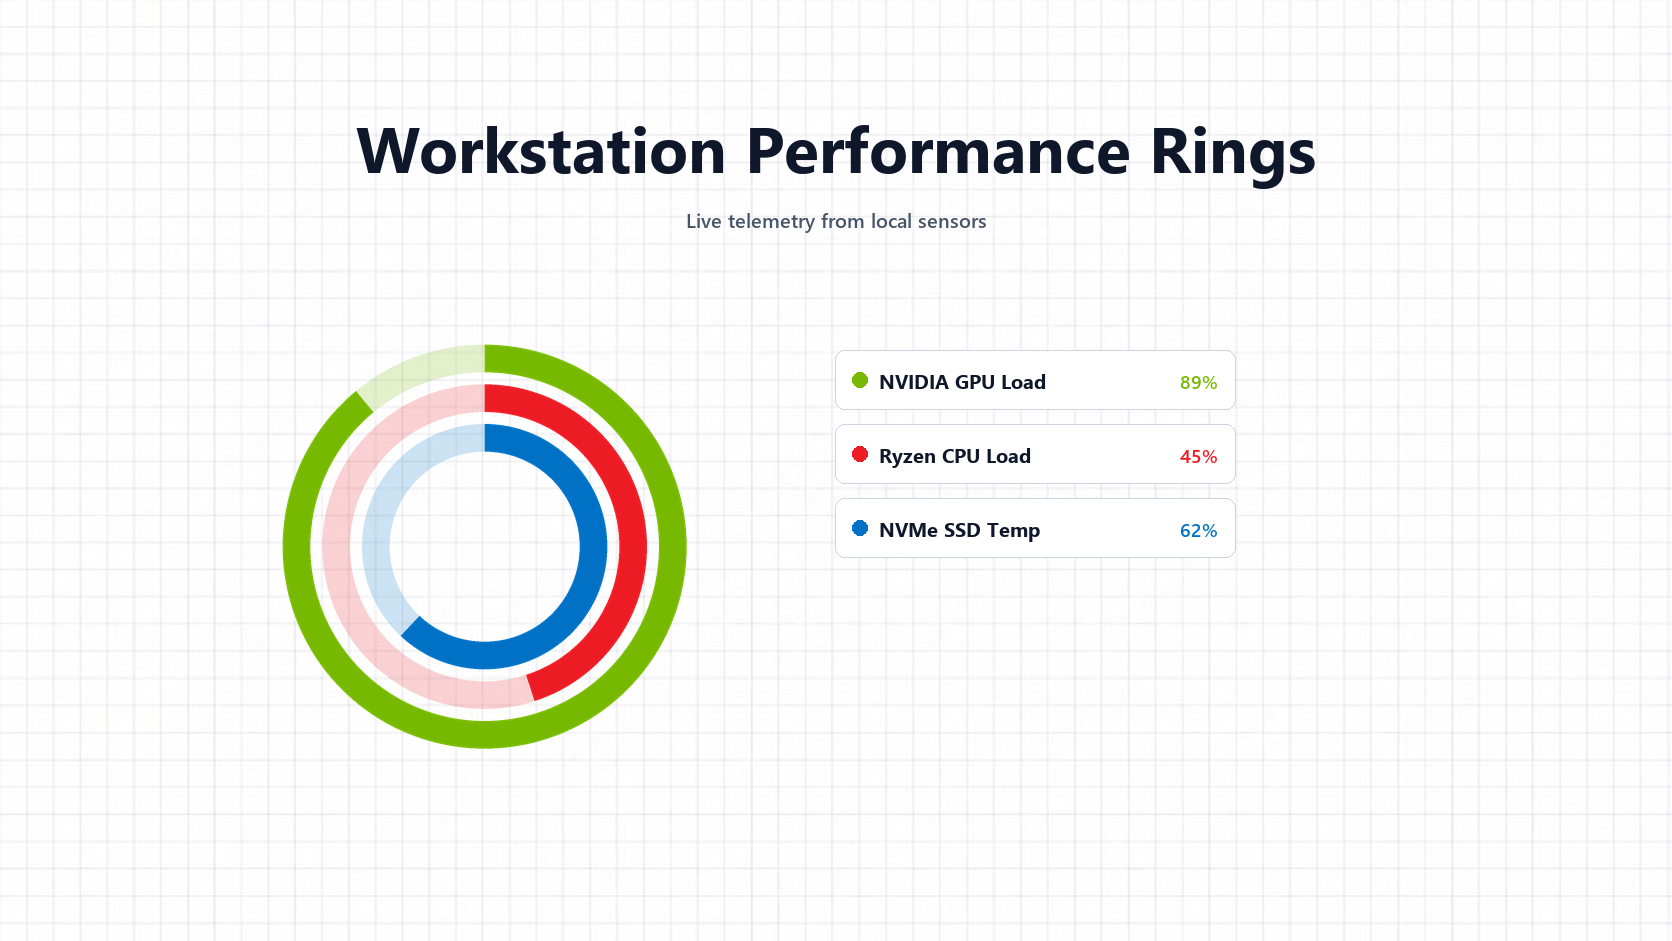 Workstation Performance Rings
Live telemetry from local sensors
NVIDIA GPU Load 89%
Ryzen CPU Load 45%
NVMe SSD Temp 62%